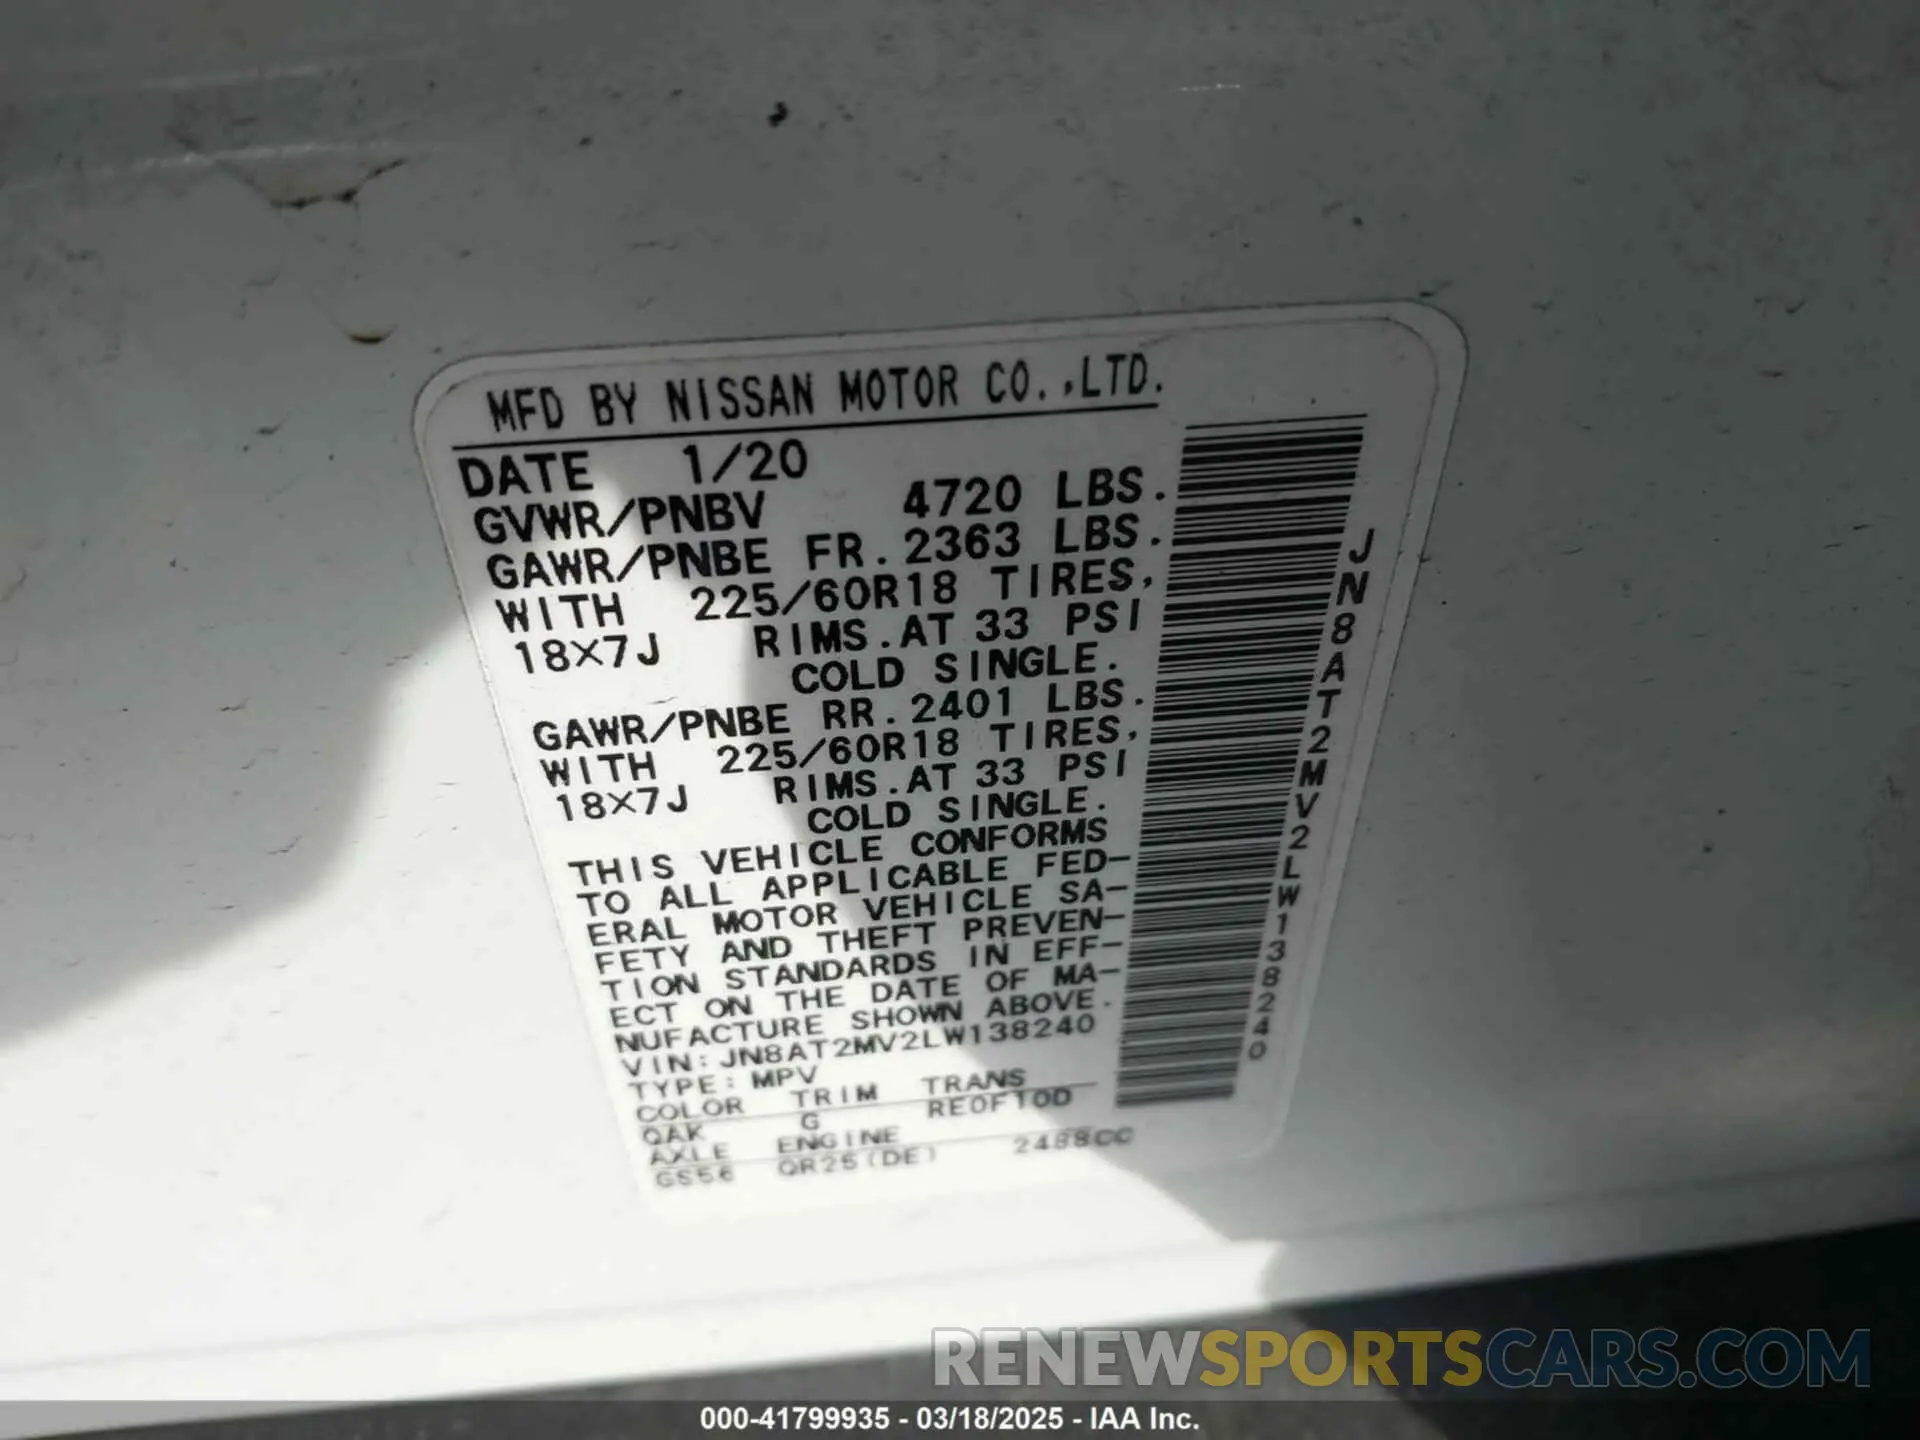 MFD BY NISSAN MOTOR CO.,LTD.
DATE 1/20
GVWR/PNBV 4720 LBS.
GAWR/PNBE FR. 2363 LBS.
WITH 225/60R18 TIRES,
18×7J RIMS. AT 33 PSI
COLD SINGLE.
GAWR/PNBE RR. 2401 LBS.
WITH 225/60R18 TIRES,
18×7J RIMS. AT 33 PSI
COLD SINGLE.
THIS VEHICLE CONFORMS
TO ALL APPLICABLE FED-
ERAL MOTOR VEHICLE SA-
FETY AND THEFT PREVEN-
TION STANDARDS IN EFF-
ECT ON THE DATE OF MA-
NUFACTURE SHOWN ABOVE.
VIN: JN8AT2MV2LW138240
TYPE: MPV
COLOR TRIM TRANS
QAK G RE0F10D
AXLE ENGINE
GS56 QR25(DE) 2488CC
JN8AT2MV2LW138240
RENEWSPORTSCARS.COM
000-41799935 - 03/18/2025 - IAA Inc.